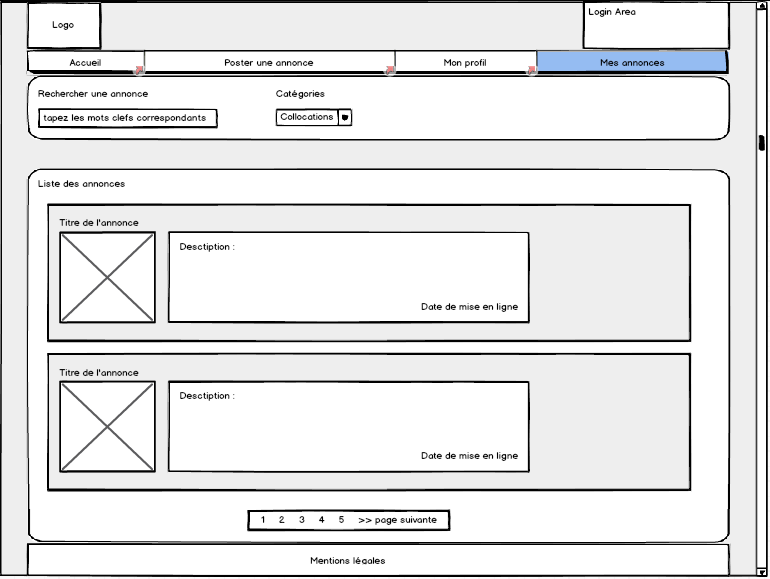 Logo
Login Area
Accueil
Poster une annonce
Mon profil
Mes annonces
Rechercher une annonce
Catégories
tapez les mots clefs correspondants
Collocations
Liste des annonces
Titre de l'annonce
Desctiption :
Date de mise en ligne
Titre de l'annonce
Desctiption :
Date de mise en ligne
1 2 3 4 5 >> page suivante
Mentions légales